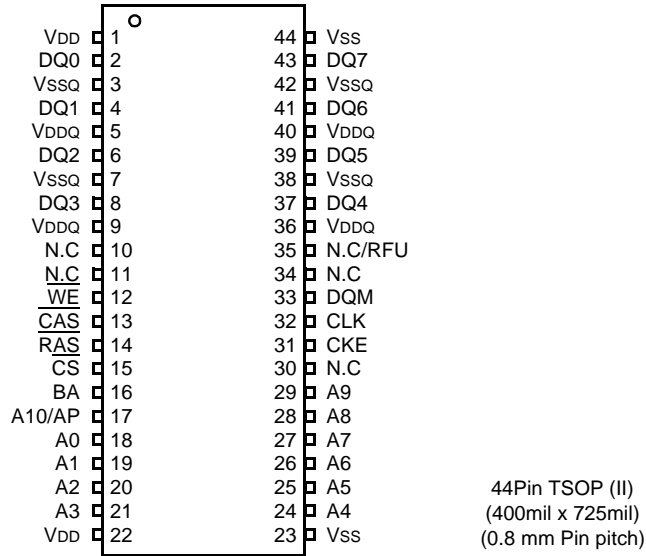 VDD 1 44 VSS
DQ0 2 43 DQ7
VSSQ 3 42 VSSQ
DQ1 4 41 DQ6
VDDQ 5 40 VDDQ
DQ2 6 39 DQ5
VSSQ 7 38 VSSQ
DQ3 8 37 DQ4
VDDQ 9 36 VDDQ
N.C 10 35 N.C/RFU
N.C 11 34 N.C
WE 12 33 DQM
CAS 13 32 CLK
RAS 14 31 CKE
CS 15 30 N.C
BA 16 29 A9
A10/AP 17 28 A8
A0 18 27 A7
A1 19 26 A6
A2 20 25 A5
A3 21 24 A4
VDD 22 23 VSS
44Pin TSOP (II)
(400mil x 725mil)
(0.8 mm Pin pitch)